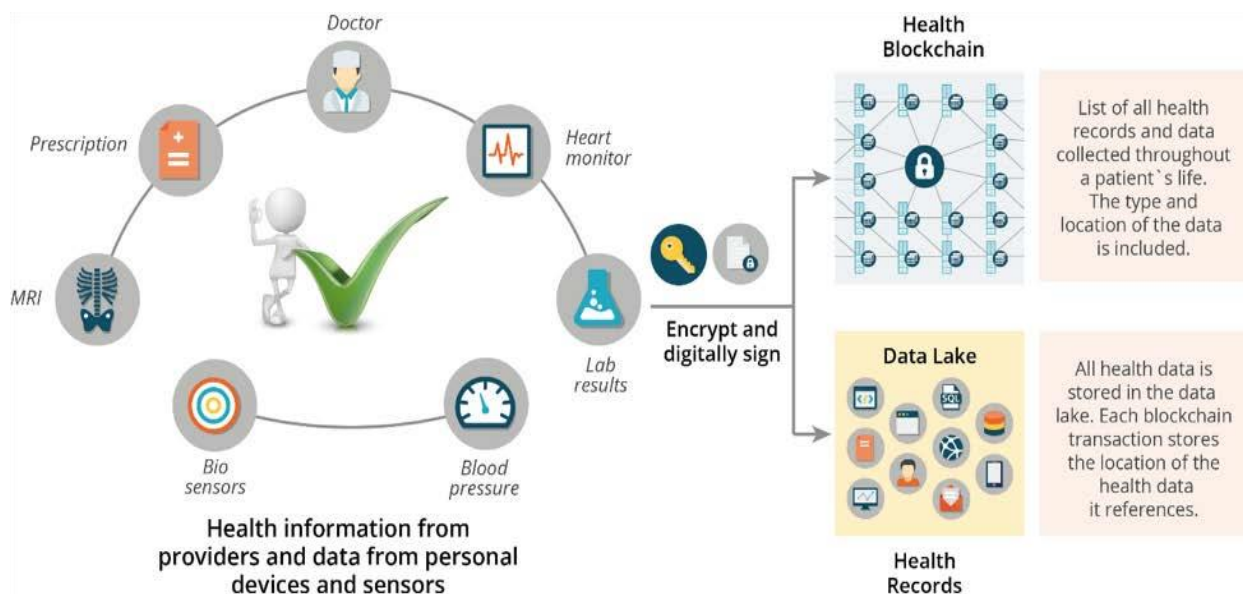 Doctor
Prescription
Heart
monitor
MRI
Lab
results
Bio
sensors
Blood
pressure
Health information from
providers and data from personal
devices and sensors
Encrypt and
digitally sign
Health
Blockchain
List of all health
records and data
collected throughout
a patient`s life.
The type and
location of the data
is included.
Data Lake
SQL
Health
Records
All health data is
stored in the data
lake. Each blockchain
transaction stores
the location of the
health data
it references.